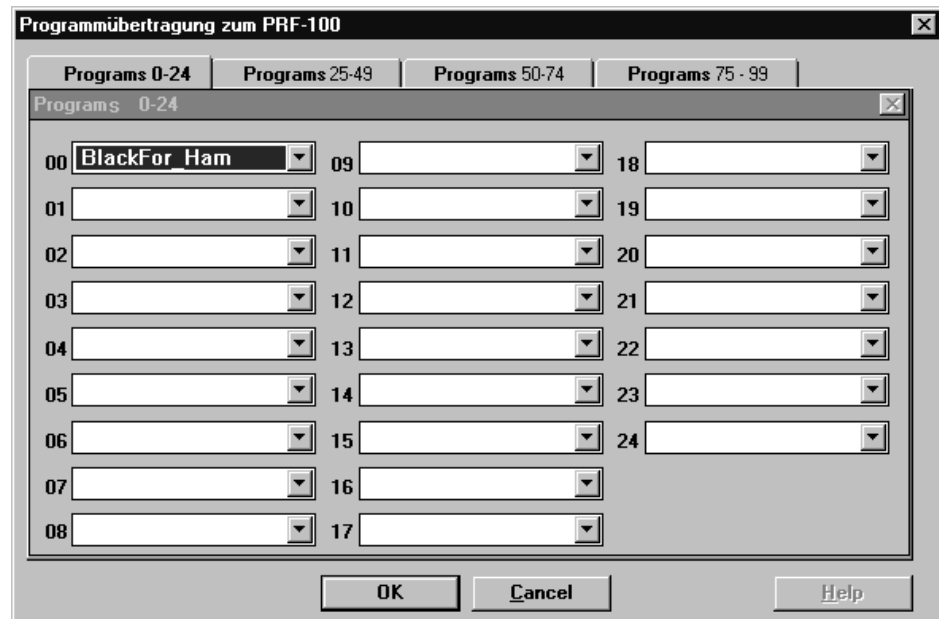 Programmübertragung zum PRF-100
Programs 0-24 Programs 25-49 Programs 50-74 Programs 75 - 99
Programs 0-24
00 BlackFor_Ham 09 18
01 10 19
02 11 20
03 12 21
04 13 22
05 14 23
06 15 24
07 16
08 17
OK Cancel Help